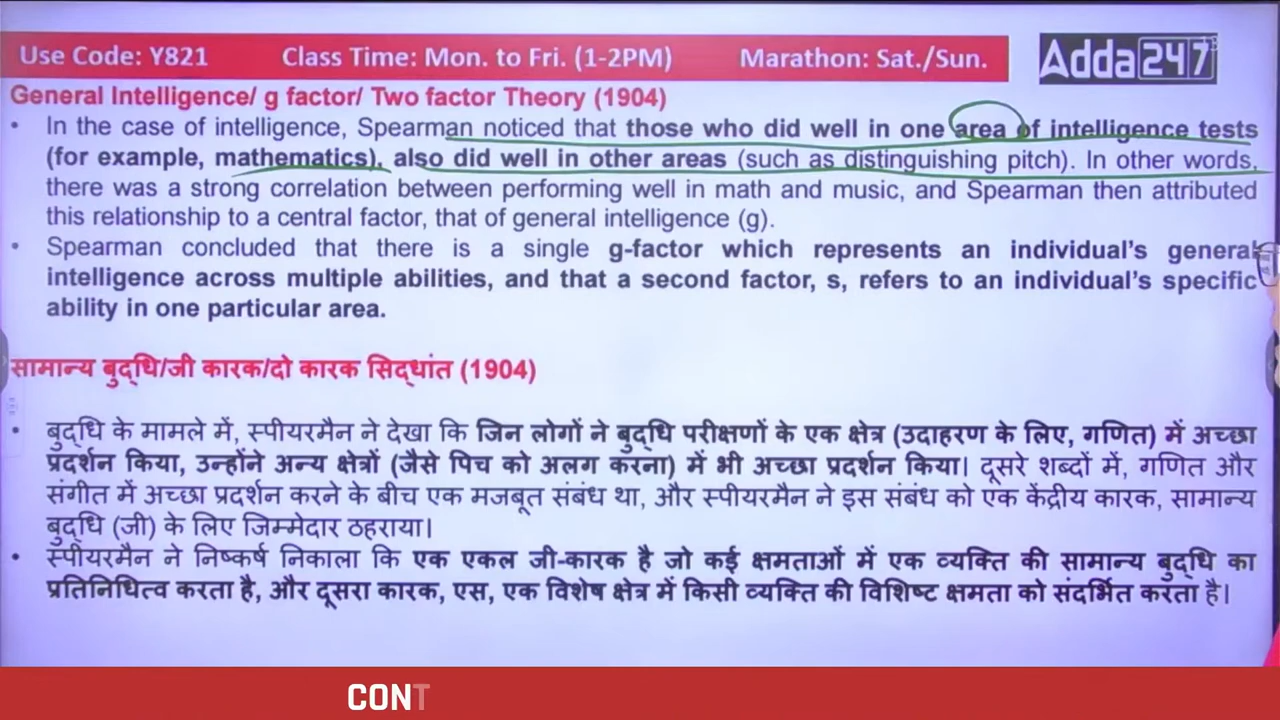 Use Code: Y821 Class Time: Mon. to Fri. (1-2PM) Marathon: Sat./Sun.
Adda247
General Intelligence/ g factor/ Two factor Theory (1904)
• In the case of intelligence, Spearman noticed that those who did well in one area of intelligence tests
(for example, mathematics), also did well in other areas (such as distinguishing pitch). In other words,
there was a strong correlation between performing well in math and music, and Spearman then attributed
this relationship to a central factor, that of general intelligence (g).
• Spearman concluded that there is a single g-factor which represents an individual's general
intelligence across multiple abilities, and that a second factor, s, refers to an individual's specific
ability in one particular area.
सामान्य बुद्धि/जी कारक/दो कारक सिद्धांत (1904)
• बुद्धि के मामले में, स्पीयरमैन ने देखा कि जिन लोगों ने बुद्धि परीक्षणों के एक क्षेत्र (उदाहरण के लिए, गणित) में अच्छा
प्रदर्शन किया, उन्होंने अन्य क्षेत्रों (जैसे पिच को अलग करना) में भी अच्छा प्रदर्शन किया। दूसरे शब्दों में, गणित और
संगीत में अच्छा प्रदर्शन करने के बीच एक मजबूत संबंध था, और स्पीयरमैन ने इस संबंध को एक केंद्रीय कारक, सामान्य
बुद्धि (जी) के लिए जिम्मेदार ठहराया।
• स्पीयरमैन ने निष्कर्ष निकाला कि एक एकल जी-कारक है जो कई क्षमताओं में एक व्यक्ति की सामान्य बुद्धि का
प्रतिनिधित्व करता है, और दूसरा कारक, एस, एक विशेष क्षेत्र में किसी व्यक्ति की विशिष्ट क्षमता को संदर्भित करता है।
CONT